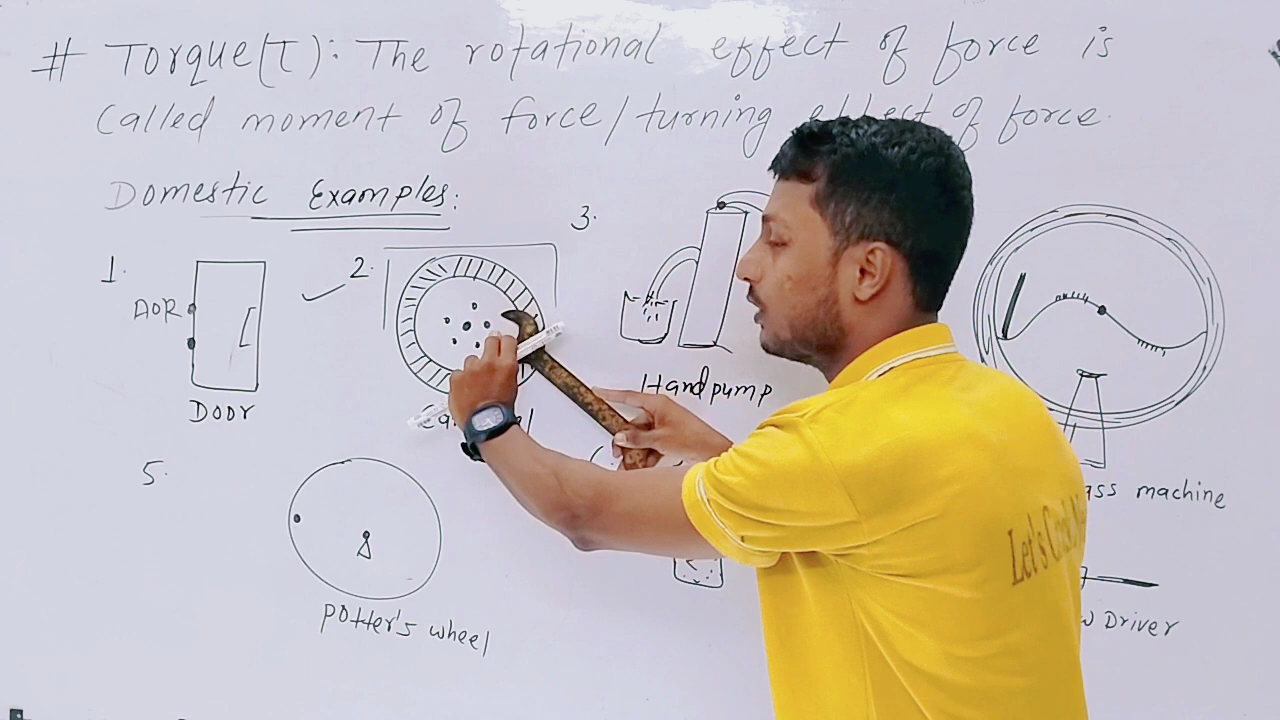 # Torque(τ): The rotational effect of force is
called moment of force/turning effect of force.
Domestic Examples:
1.
2.
3.
AOR
Door
Handpump
machine
5.
Potter's wheel
Driver
Let's